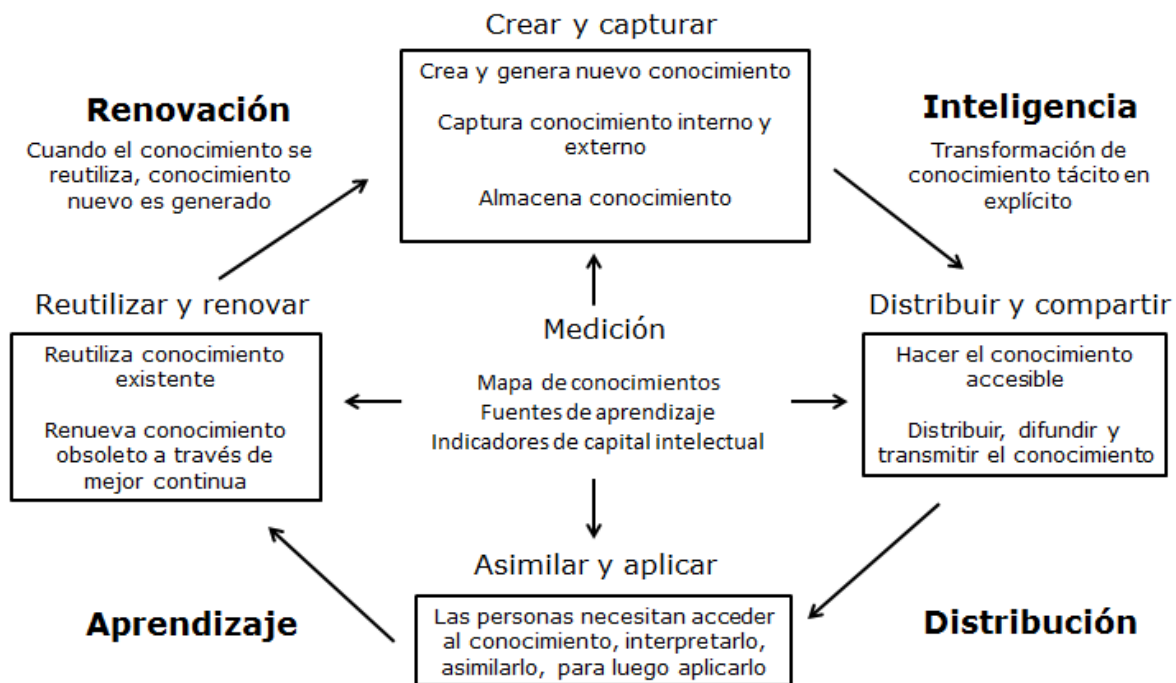 Crear y capturar
Crea y genera nuevo conocimiento
Captura conocimiento interno y
externo
Almacena conocimiento
Renovación
Cuando el conocimiento se
reutiliza, conocimiento
nuevo es generado
Inteligencia
Transformación de
conocimiento tácito en
explícito
Reutilizar y renovar
Reutiliza conocimiento
existente
Renueva conocimiento
obsoleto a través de
mejor continua
Medición
Mapa de conocimientos
Fuentes de aprendizaje
Indicadores de capital intelectual
Distribuir y compartir
Hacer el conocimiento
accesible
Distribuir, difundir y
transmitir el conocimiento
Asimilar y aplicar
Las personas necesitan acceder
al conocimiento, interpretarlo,
asimilarlo, para luego aplicarlo
Aprendizaje
Distribución